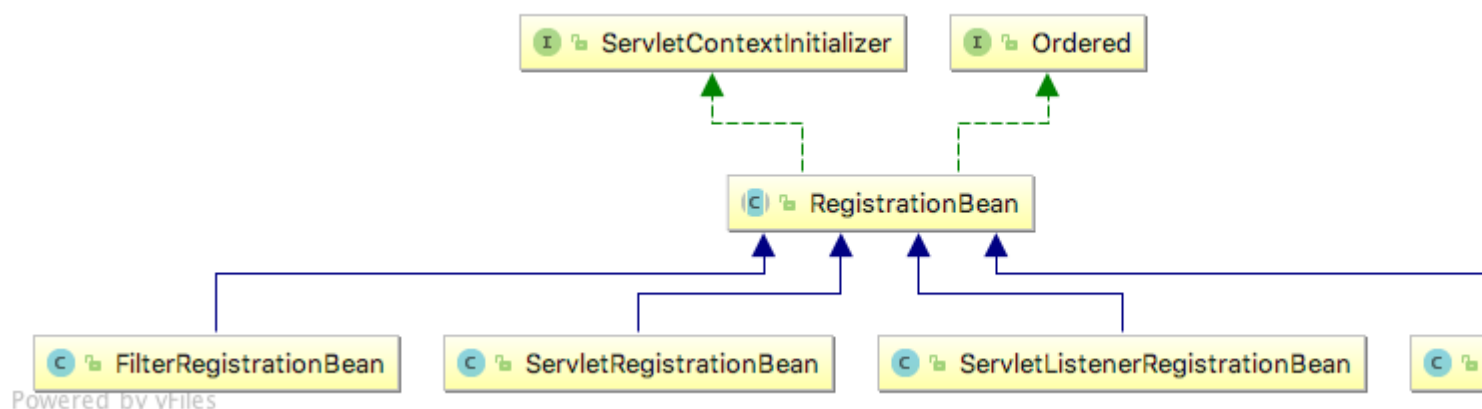 I ServletContextInitializer
I Ordered
C RegistrationBean
C FilterRegistrationBean
C ServletRegistrationBean
C ServletListenerRegistrationBean
C
Powered by yFiles